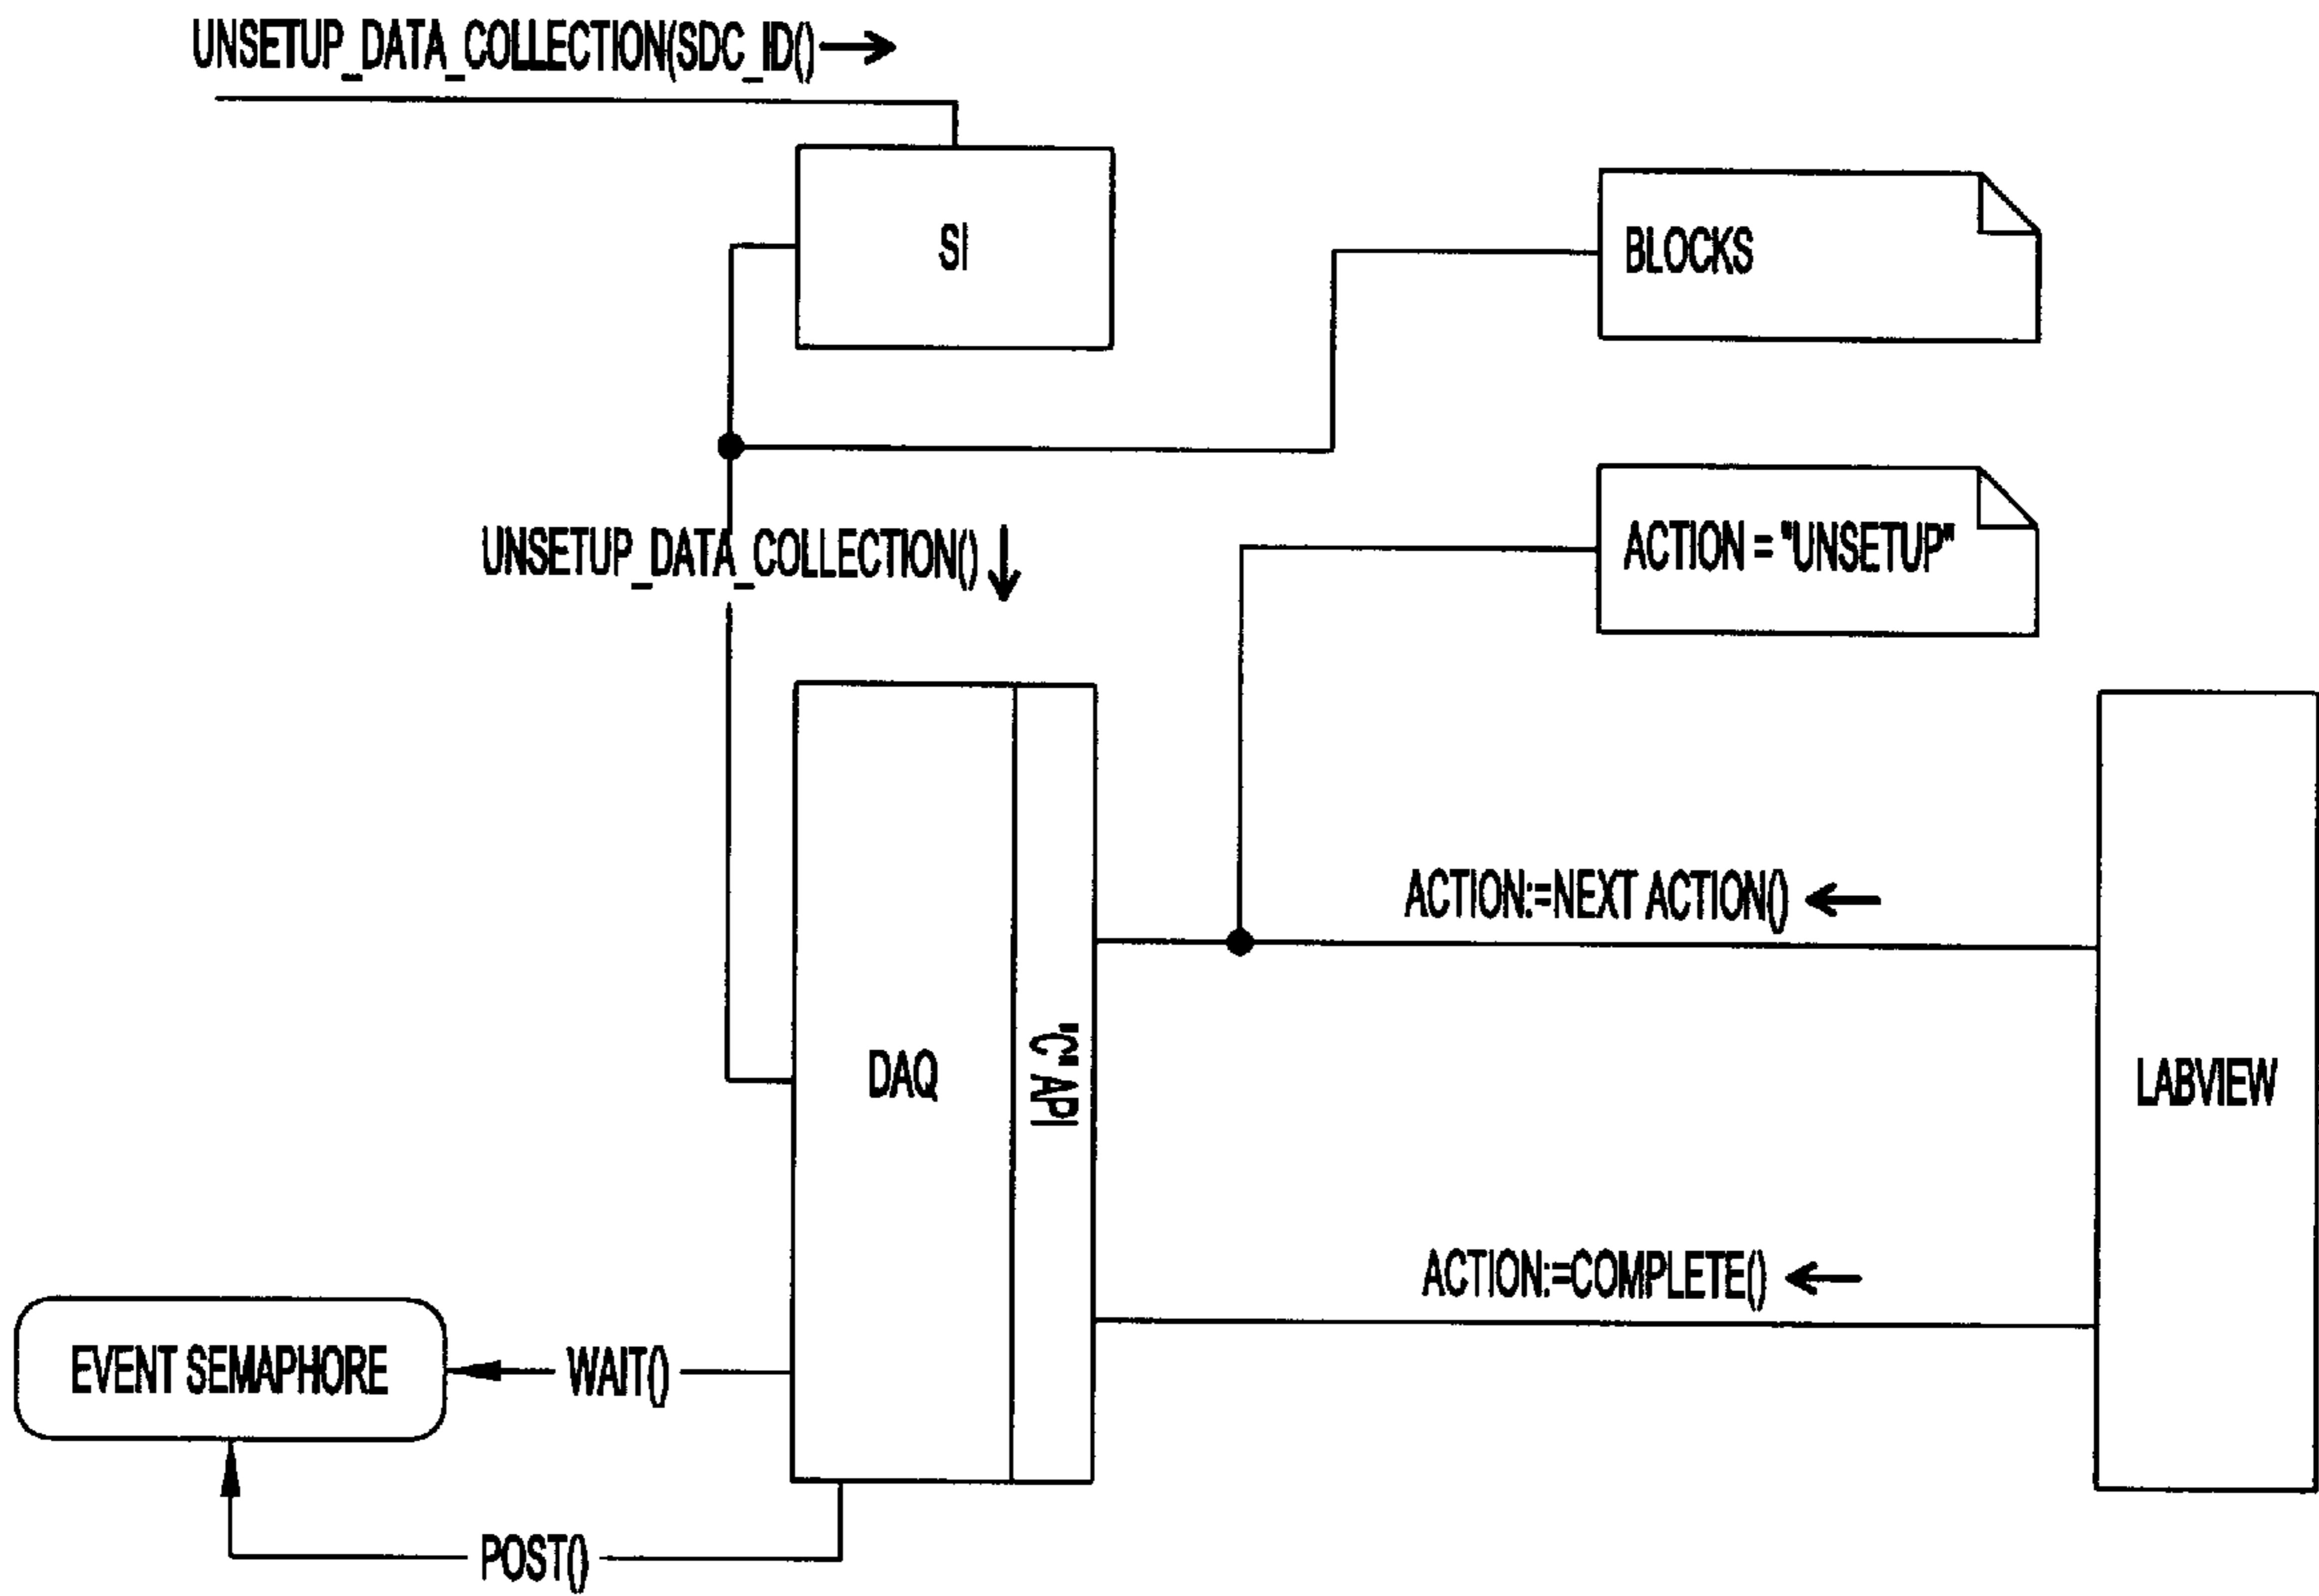 UNSETUP_DATA_COLLECTION(SDC_ID()
SI
BLOCKS
UNSETUP_DATA_COLLECTION()
ACTION = "UNSETUP"
ACTION:=NEXT ACTION()
DAQ
"C" API
LABVIEW
ACTION:=COMPLETE()
EVENT SEMAPHORE
WAIT()
POST()